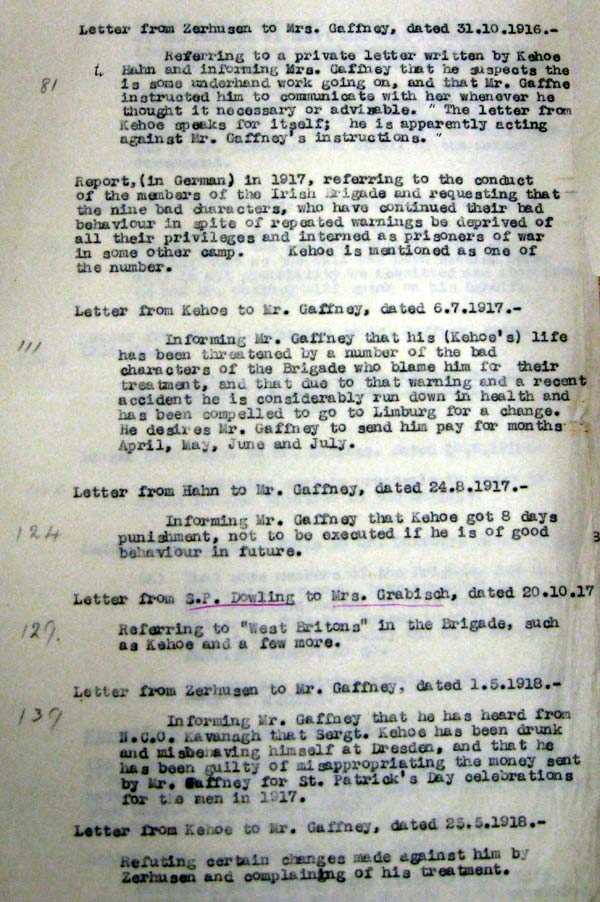 Letter from Zerhusen to Mrs. Gaffney, dated 31.10.1916.-
Referring to a private letter written by Kehoe
t. Hahn and informing Mrs. Gaffney that he suspects the
81
is some underhand work going on, and that Mr. Gaffne
instructed him to communicate with her whenever he
thought it necessary or advisable. " The letter from
Kehoe speaks for itself; he is apparently acting
against Mr. Gaffney's instructions. "
Report,(in German) in 1917, referring to the conduct
of the members of the Irish Brigade and requesting that
the nine bad characters, who have continued their bad
behaviour in spite of repeated warnings be deprived of
all their privileges and interned as prisoners of war
in some other camp. Kehoe is mentioned as one of
the number.
Letter from Kehoe to Mr. Gaffney, dated 6.7.1917.-
111
Informing Mr. Gaffney that his (Kehoe's) life
has been threatened by a number of the bad
characters of the Brigade who blame him for their
treatment, and that due to that warning and a recent
accident he is considerably run down in health and
has been compelled to go to Limburg for a change.
He desires Mr. Gaffney to send him pay for months
April, May, June and July.
Letter from Hahn to Mr. Gaffney, dated 24.8.1917.-
124
Informing Mr. Gaffney that Kehoe got 8 days
punishment, not to be executed if he is of good
behaviour in future.
3
Letter from S.P. Dowling to Mrs. Grabisch, dated 20.10.17
129.
Referring to "West Britons" in the Brigade, such
as Kehoe and a few more.
Letter from Zerhusen to Mr. Gaffney, dated 1.5.1918.-
139
Informing Mr. Gaffney that he has heard from
N.C.O. Kavanagh that Sergt. Kehoe has been drunk
and misbehaving himself at Dresden, and that he
has been guilty of misappropriating the money sent
by Mr. Gaffney for St. Patrick's Day celebrations
for the men in 1917.
Letter from Kehoe to Mr. Gaffney, dated 25.5.1918.-
Refuting certain changes made against him by
Zerhusen and complaining of his treatment.